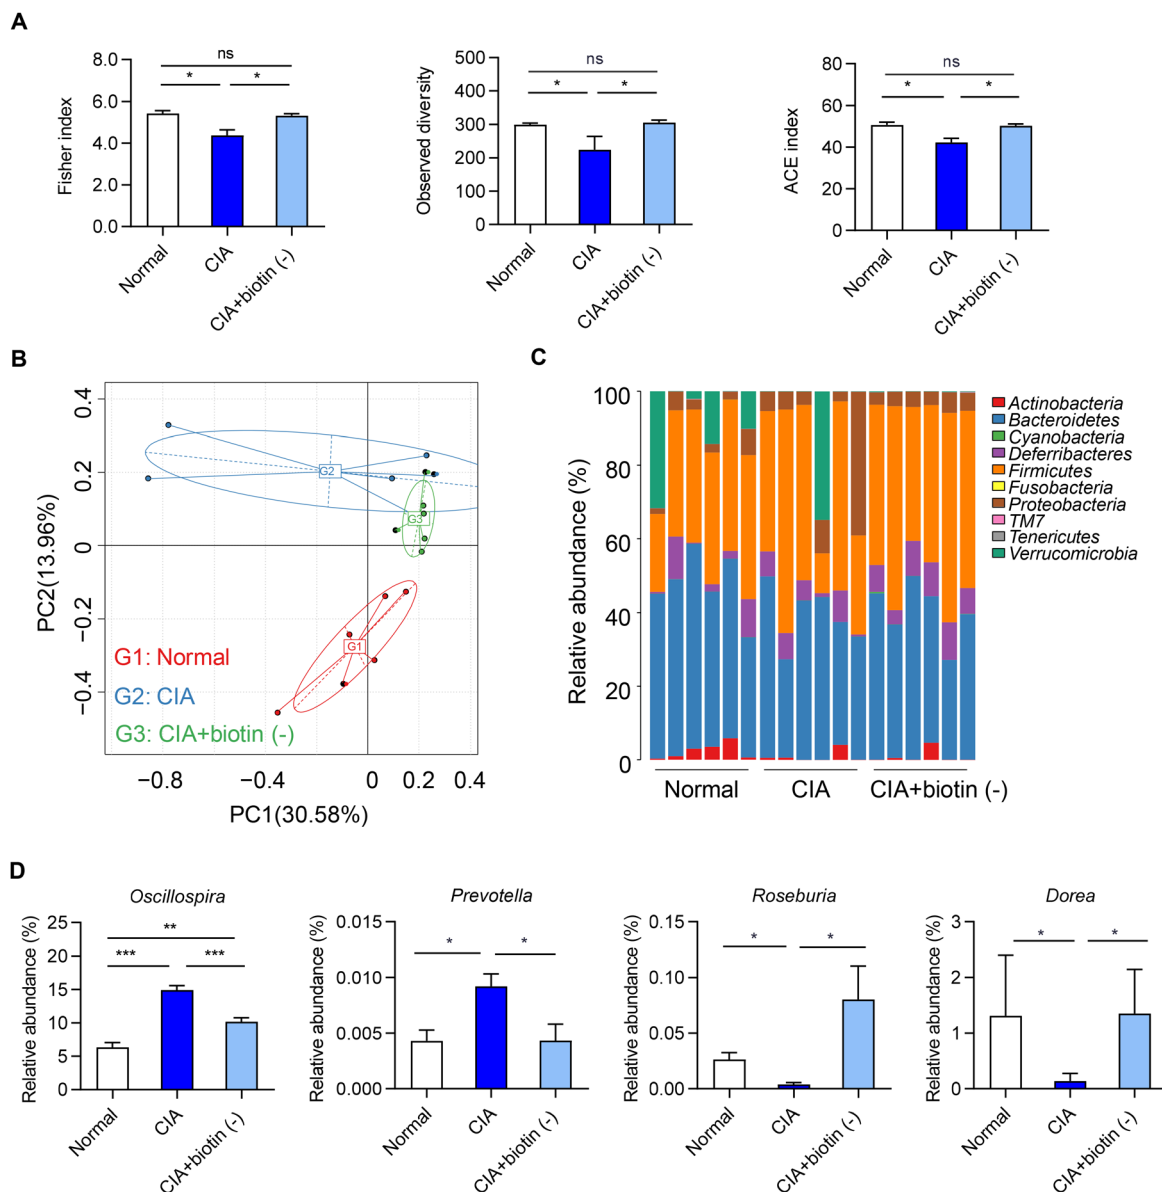 A
Fisher index
8.0
6.0
4.0
2.0
0.0
ns
*
*
Normal
CIA
CIA+biotin (-)
Observed diversity
500
400
300
200
100
0
ns
*
*
Normal
CIA
CIA+biotin (-)
ACE index
80
60
40
20
0
ns
*
*
Normal
CIA
CIA+biotin (-)
B
PC2(13.96%)
0.4
0.2
0
−0.2
−0.4
G2
G3
G1
G1: Normal
G2: CIA
G3: CIA+biotin (-)
−0.8
−0.4
0
0.2
0.4
PC1(30.58%)
C
Relative abundance (%)
100
80
60
40
20
0
Normal
CIA
CIA+biotin (-)
Actinobacteria
Bacteroidetes
Cyanobacteria
Deferribacteres
Firmicutes
Fusobacteria
Proteobacteria
TM7
Tenericutes
Verrucomicrobia
D
Oscillospira
Relative abundance (%)
25
20
15
10
5
0
**
***
***
Normal
CIA
CIA+biotin (-)
Prevotella
Relative abundance (%)
0.015
0.010
0.005
0.000
*
*
Normal
CIA
CIA+biotin (-)
Roseburia
Relative abundance (%)
0.15
0.10
0.05
0.00
*
*
Normal
CIA
CIA+biotin (-)
Dorea
Relative abundance (%)
3
2
1
0
*
*
Normal
CIA
CIA+biotin (-)